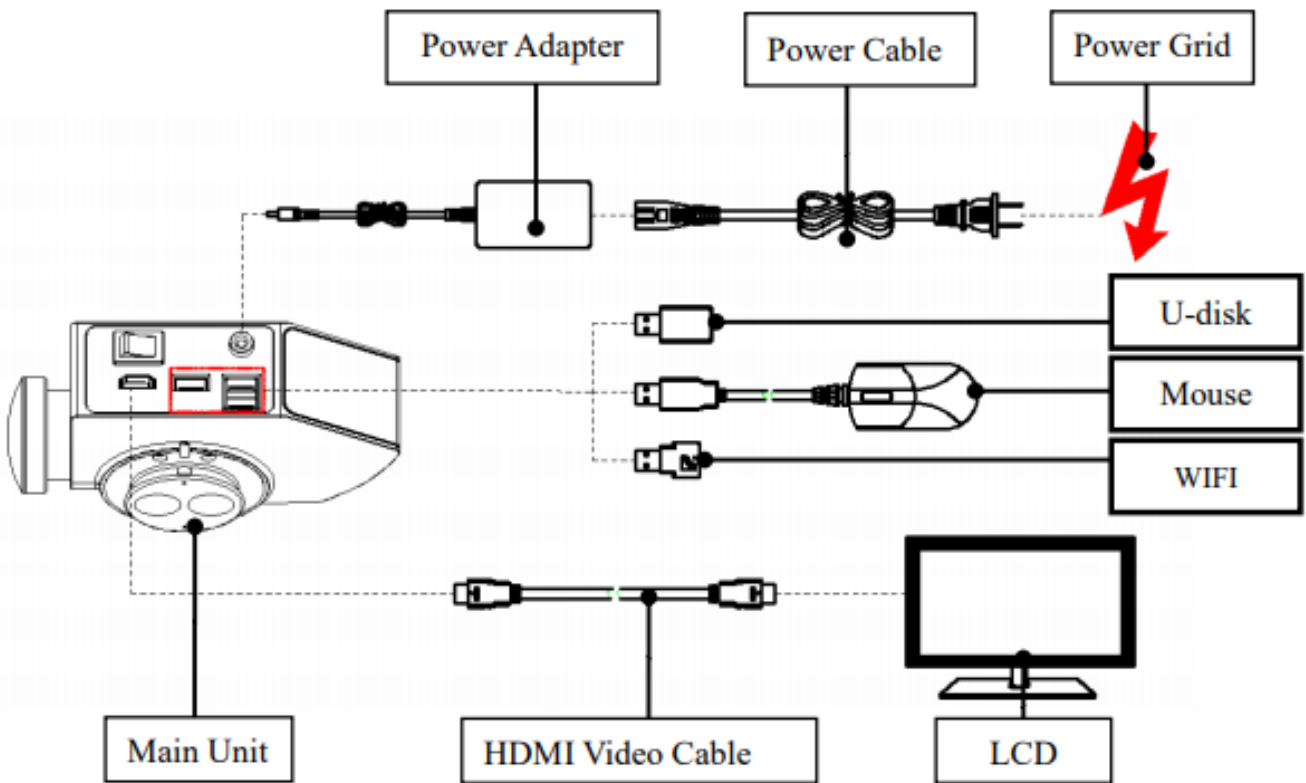 Power Adapter
Power Cable
Power Grid
U-disk
Mouse
WIFI
Main Unit
HDMI Video Cable
LCD